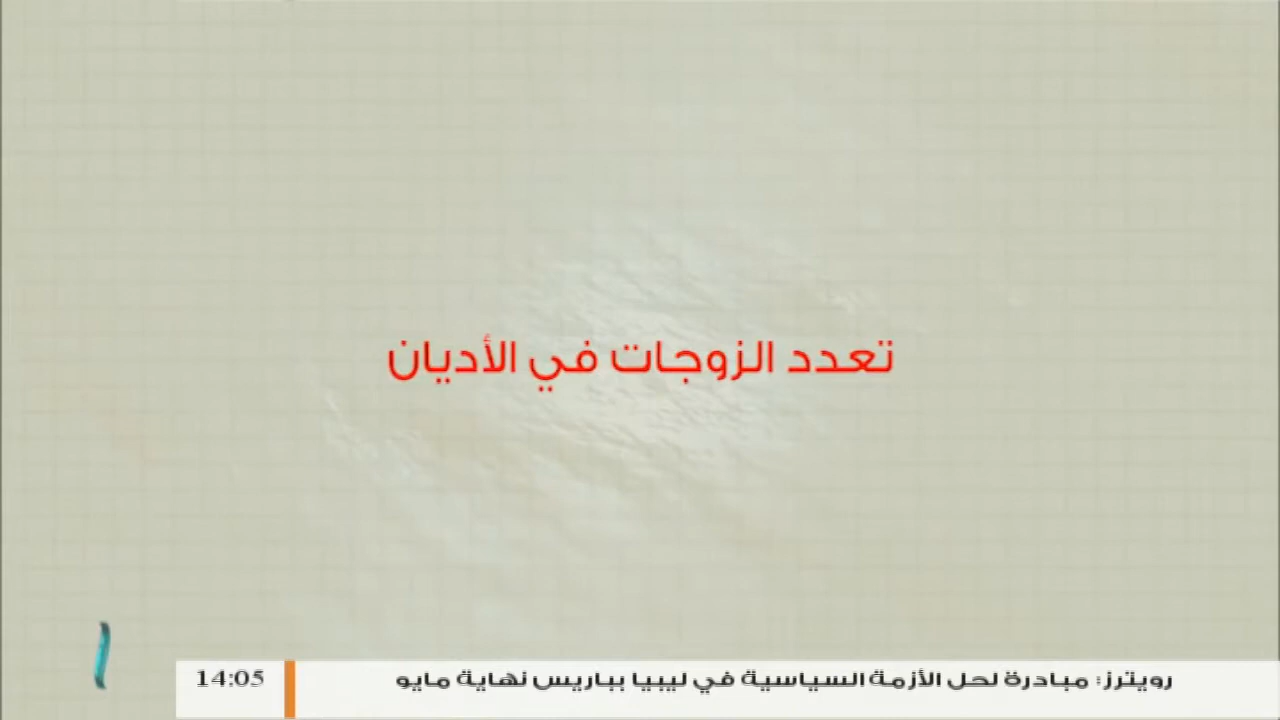 تعدد الزوجات في الأديان
رويترز: مبادرة لحل الأزمة السياسية في ليبيا بباريس نهاية مايو
14:05